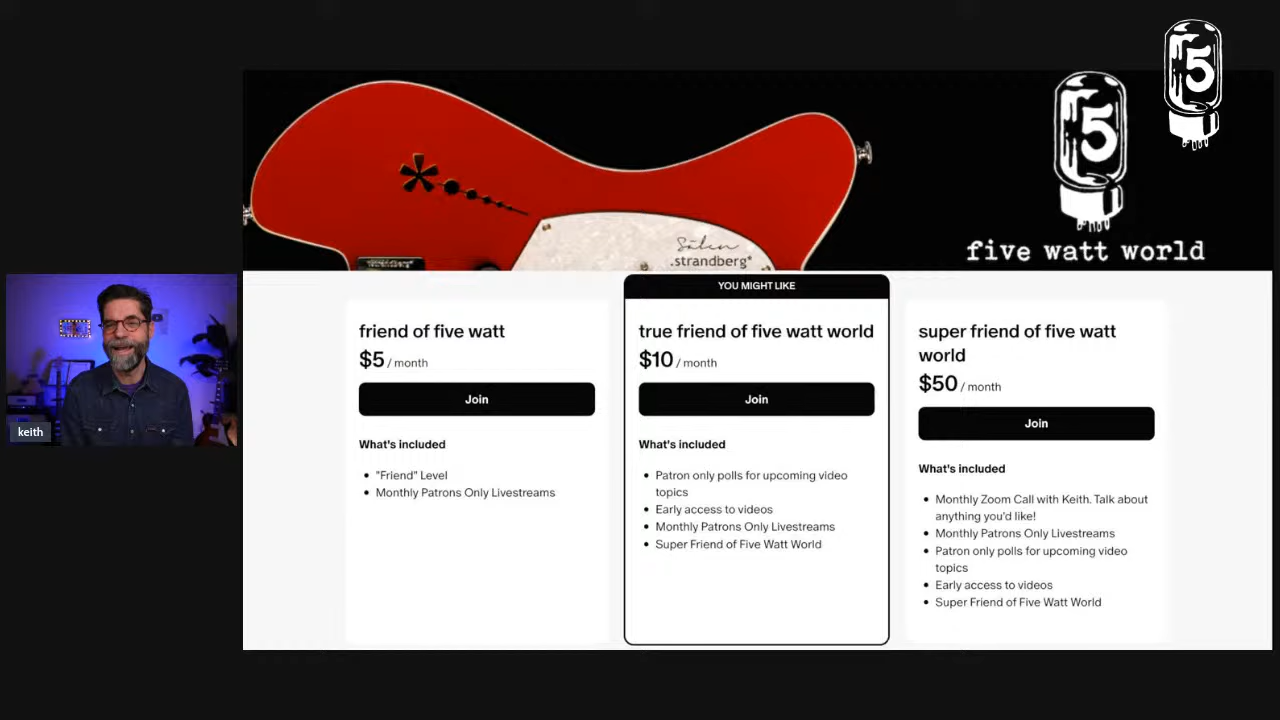 5
5
five watt world
Sälen
.strandberg*
keith
YOU MIGHT LIKE
friend of five watt
$5 / month
Join
What's included
"Friend" Level
Monthly Patrons Only Livestreams
true friend of five watt world
$10 / month
Join
What's included
Patron only polls for upcoming video
topics
Early access to videos
Monthly Patrons Only Livestreams
Super Friend of Five Watt World
super friend of five watt
world
$50 / month
Join
What's included
Monthly Zoom Call with Keith. Talk about
anything you'd like!
Monthly Patrons Only Livestreams
Patron only polls for upcoming video
topics
Early access to videos
Super Friend of Five Watt World